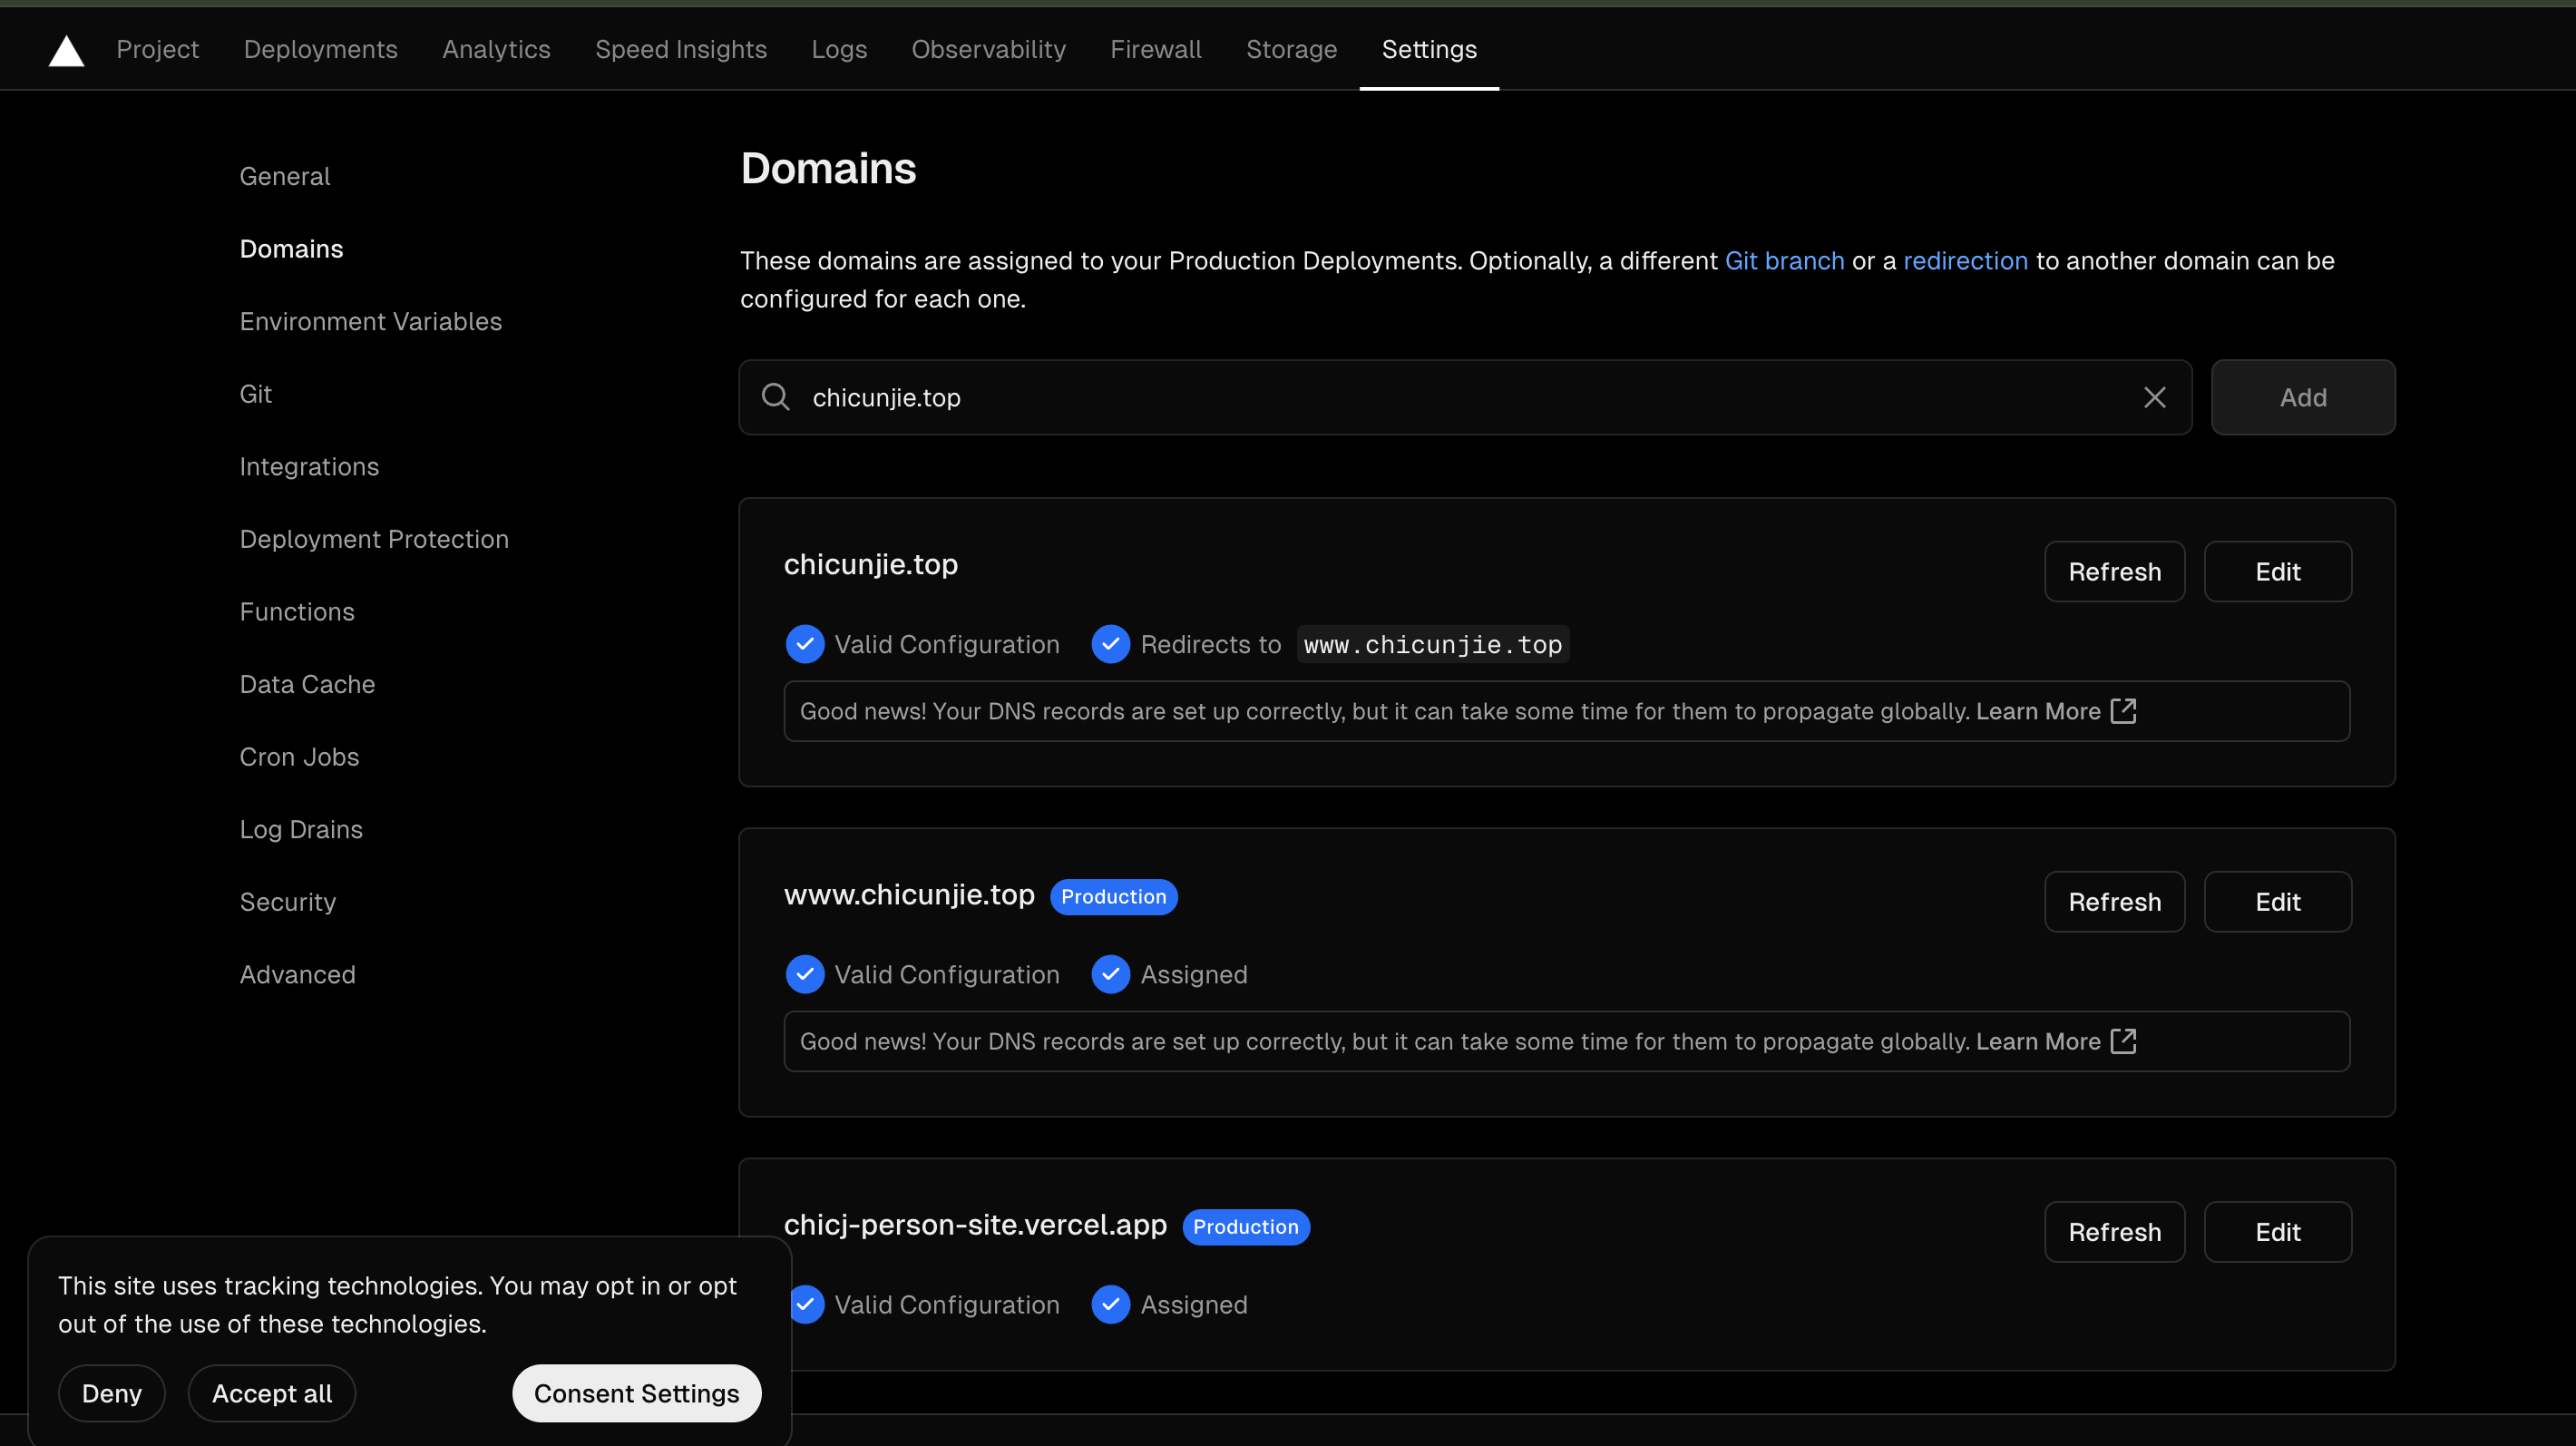 Project Deployments Analytics Speed Insights Logs Observability Firewall Storage Settings
General
Domains
Environment Variables
Git
Integrations
Deployment Protection
Functions
Data Cache
Cron Jobs
Log Drains
Security
Advanced
Domains
These domains are assigned to your Production Deployments. Optionally, a different Git branch or a redirection to another domain can be
configured for each one.
chicunjie.top
Add
chicunjie.top
Refresh
Edit
Valid Configuration
Redirects to www.chicunjie.top
Good news! Your DNS records are set up correctly, but it can take some time for them to propagate globally. Learn More
www.chicunjie.top Production
Refresh
Edit
Valid Configuration
Assigned
Good news! Your DNS records are set up correctly, but it can take some time for them to propagate globally. Learn More
chicj-person-site.vercel.app Production
Refresh
Edit
Valid Configuration
Assigned
This site uses tracking technologies. You may opt in or opt
out of the use of these technologies.
Deny
Accept all
Consent Settings